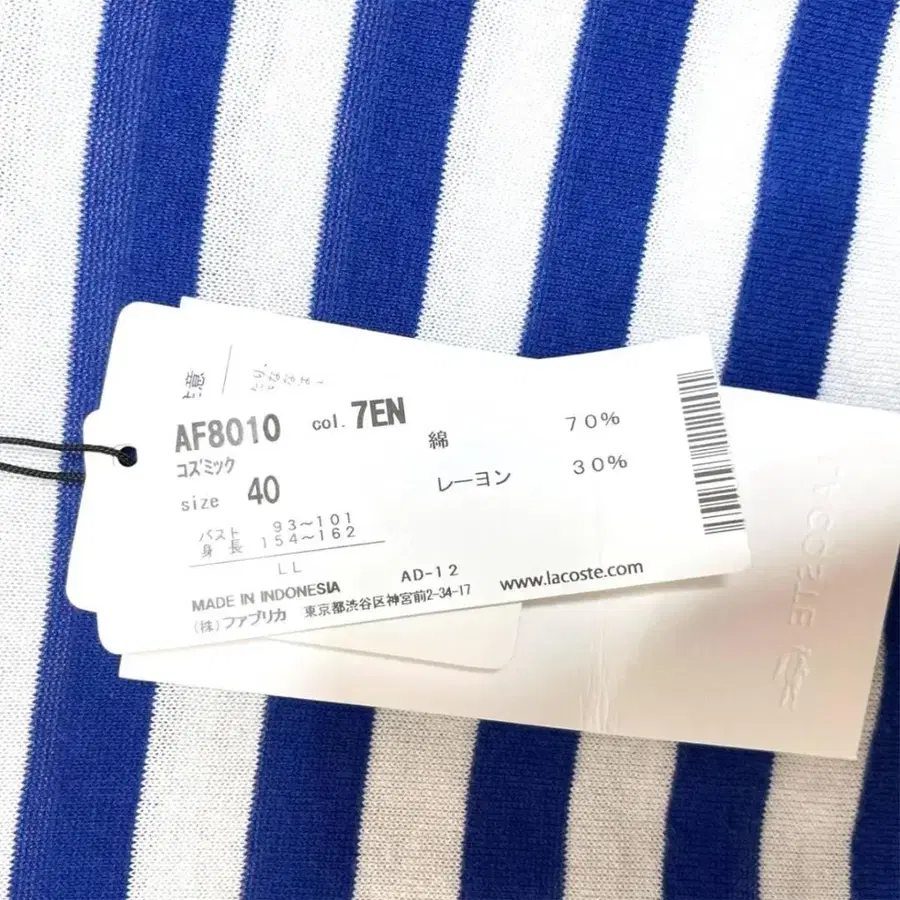 AF8010 col. 7EN
コズミック
size 40
バスト 93～101
身長 154～162
LL
綿 70%
レーヨン 30%
MADE IN INDONESIA AD-12 www.lacoste.com
(株)ファブリカ 東京都渋谷区神宮前2-34-17
LACOSTE